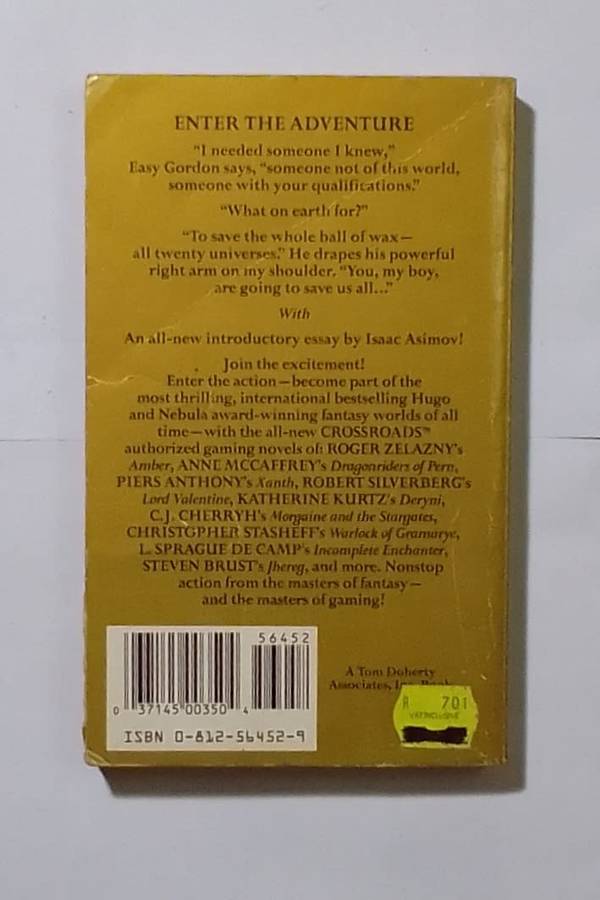 ENTER THE ADVENTURE
"I needed someone I knew,"
Easy Gordon says, "someone not of this world,
someone with your qualifications."
"What on earth for?"
"To save the whole ball of wax—
all twenty universes." He drapes his powerful
right arm on my shoulder. "You, my boy,
are going to save us all..."
With
An all-new introductory essay by Isaac Asimov!
Join the excitement!
Enter the action—become part of the
most thrilling, international bestselling Hugo
and Nebula award-winning fantasy worlds of all
time—with the all-new CROSSROADS™
authorized gaming novels of: ROGER ZELAZNY's
Amber, ANNE MCCAFFREY's Dragonriders of Pern,
PIERS ANTHONY's Xanth, ROBERT SILVERBERG's
Lord Valentine, KATHERINE KURTZ's Deryni,
C.J. CHERRYH's Morgaine and the Stargates,
CHRISTOPHER STASHEFF's Warlock of Gramarye,
L. SPRAGUE DE CAMP's Incomplete Enchanter,
STEVEN BRUST's Jhereg, and more. Nonstop
action from the masters of fantasy—
and the masters of gaming!
56452
0 37145 00350 4
ISBN 0-812-56452-9
A Tom Doherty
Associates, Inc.
R 701
VAT INCLUSIVE